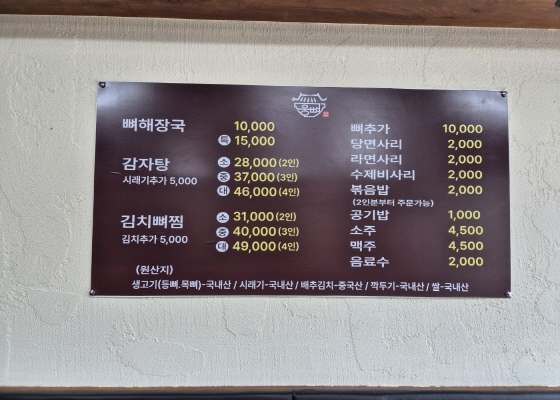 뭉뼈
뼈해장국 10,000
특 15,000
감자탕 소 28,000(2인)
시래기추가 5,000 중 37,000(3인)
대 46,000(4인)
김치뼈찜 소 31,000(2인)
김치추가 5,000 중 40,000(3인)
대 49,000(4인)
뼈추가 10,000
당면사리 2,000
라면사리 2,000
수제비사리 2,000
볶음밥 2,000
(2인분부터 주문가능)
공기밥 1,000
소주 4,500
맥주 4,500
음료수 2,000
(원산지)
생고기(등뼈.목뼈)-국내산 / 시래기-국내산 / 배추김치-중국산 / 깍두기-국내산 / 쌀-국내산